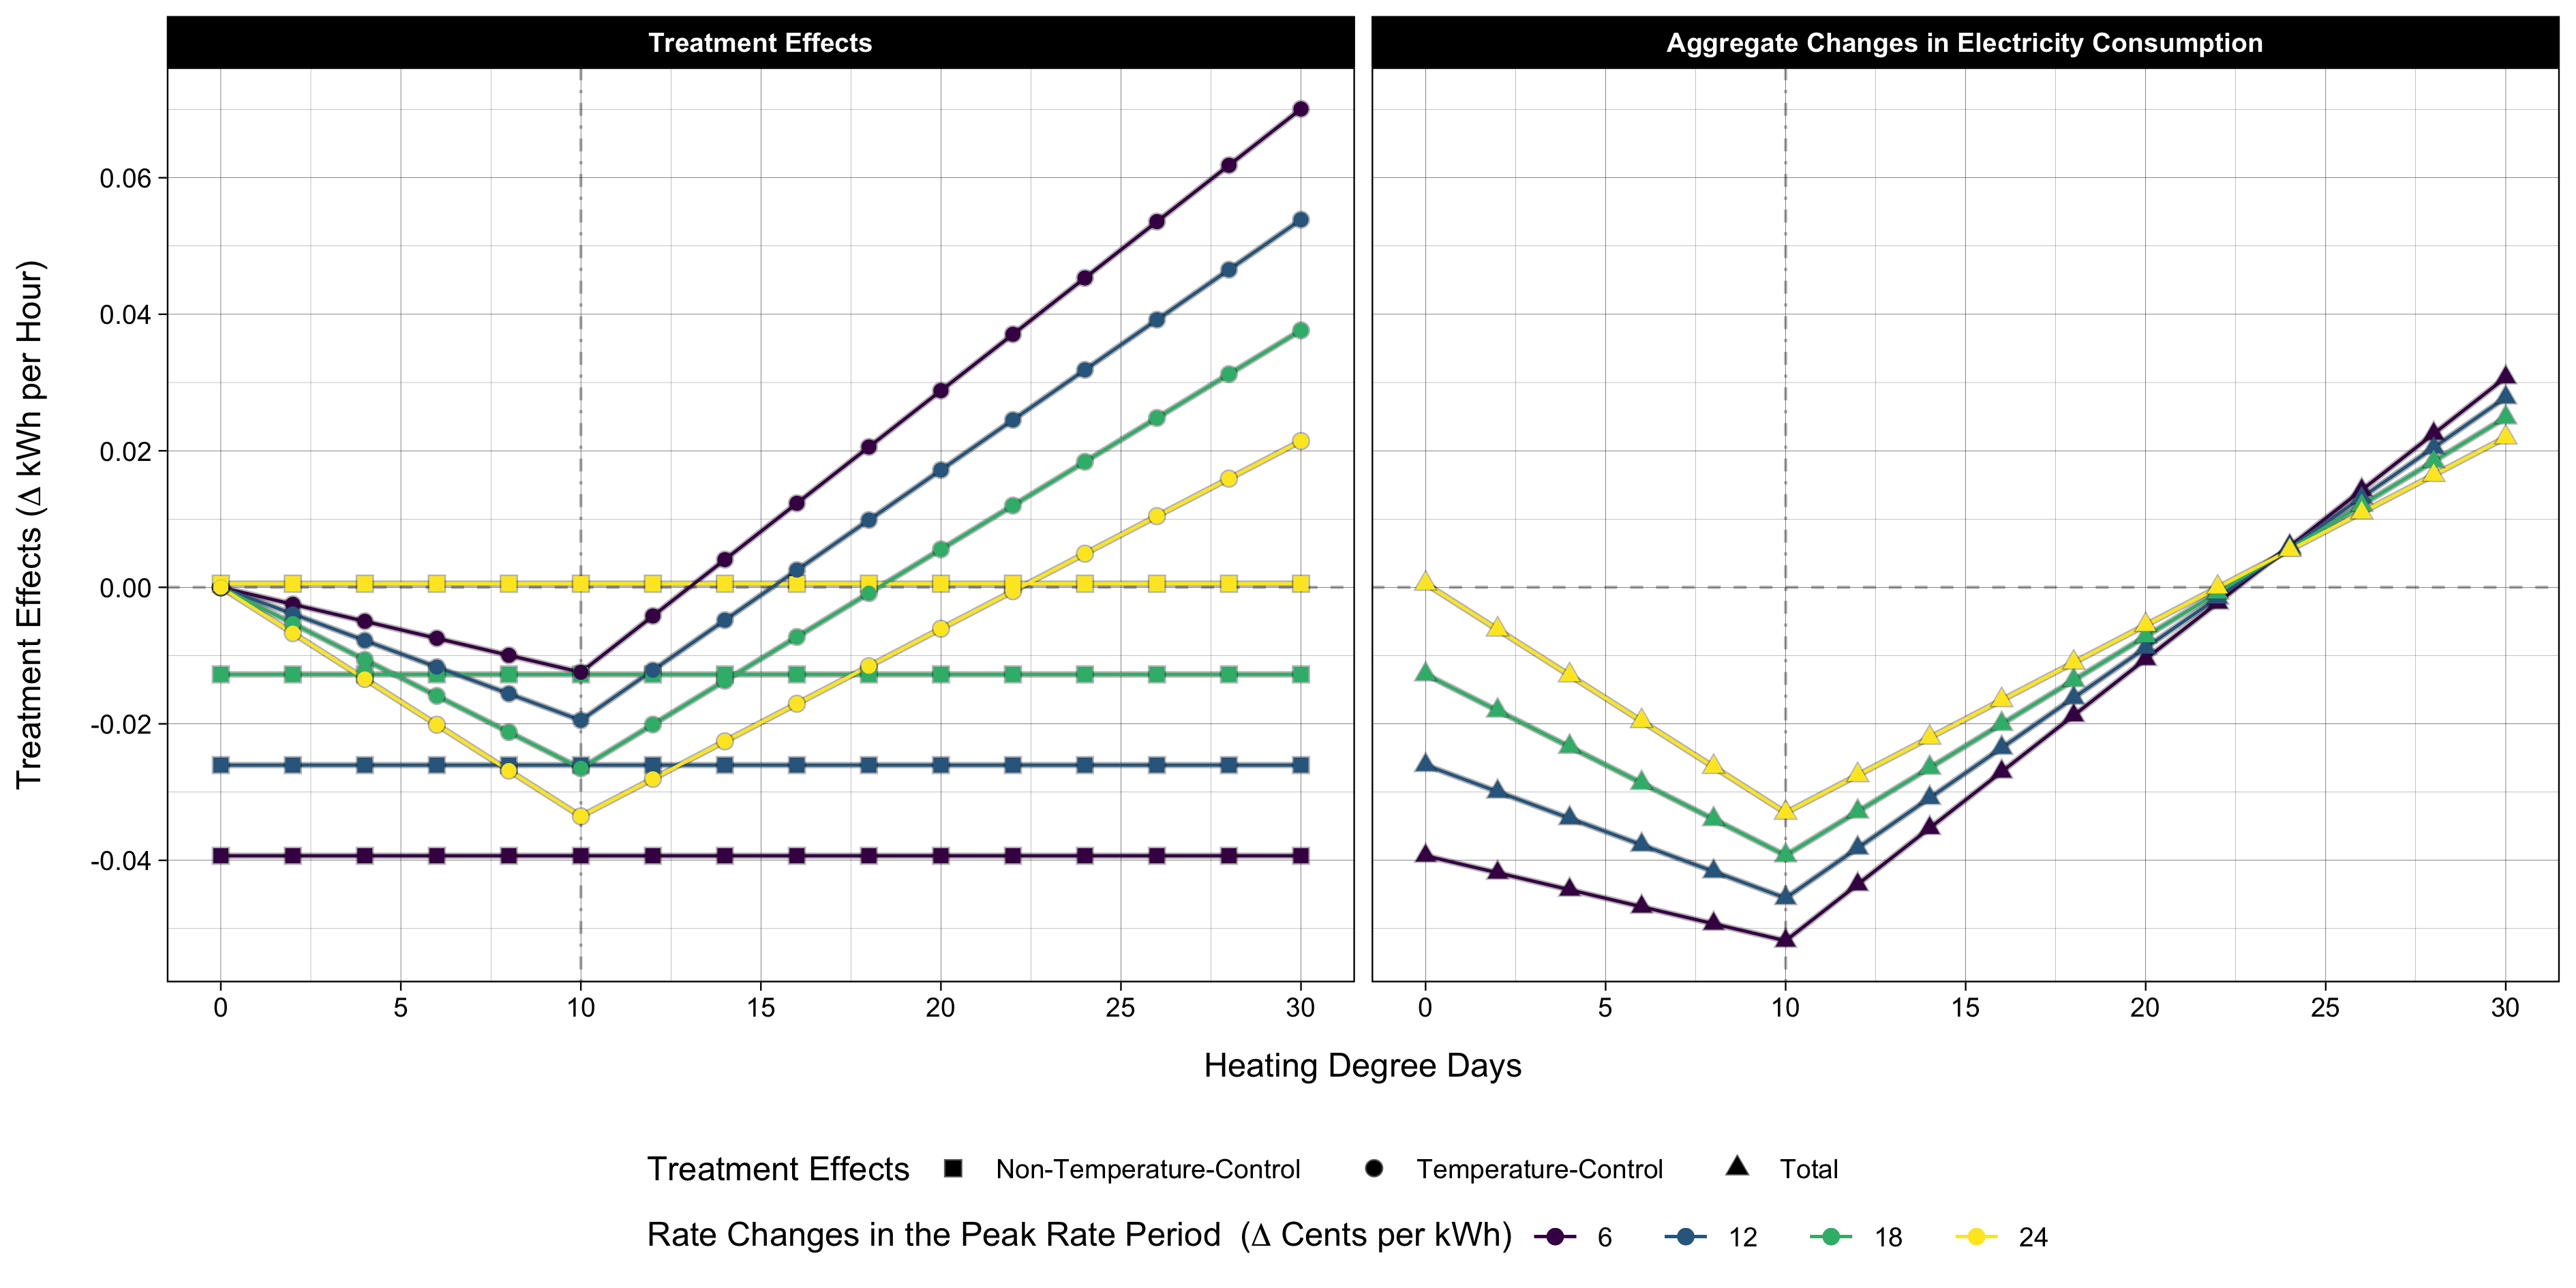 Treatment Effects
Aggregate Changes in Electricity Consumption
Treatment Effects (Δ kWh per Hour)
0.06
0.04
0.02
0.00
-0.02
-0.04
0 5 10 15 20 25 30
0 5 10 15 20 25 30
Heating Degree Days
Treatment Effects Non-Temperature-Control Temperature-Control Total
Rate Changes in the Peak Rate Period (Δ Cents per kWh) 6 12 18 24